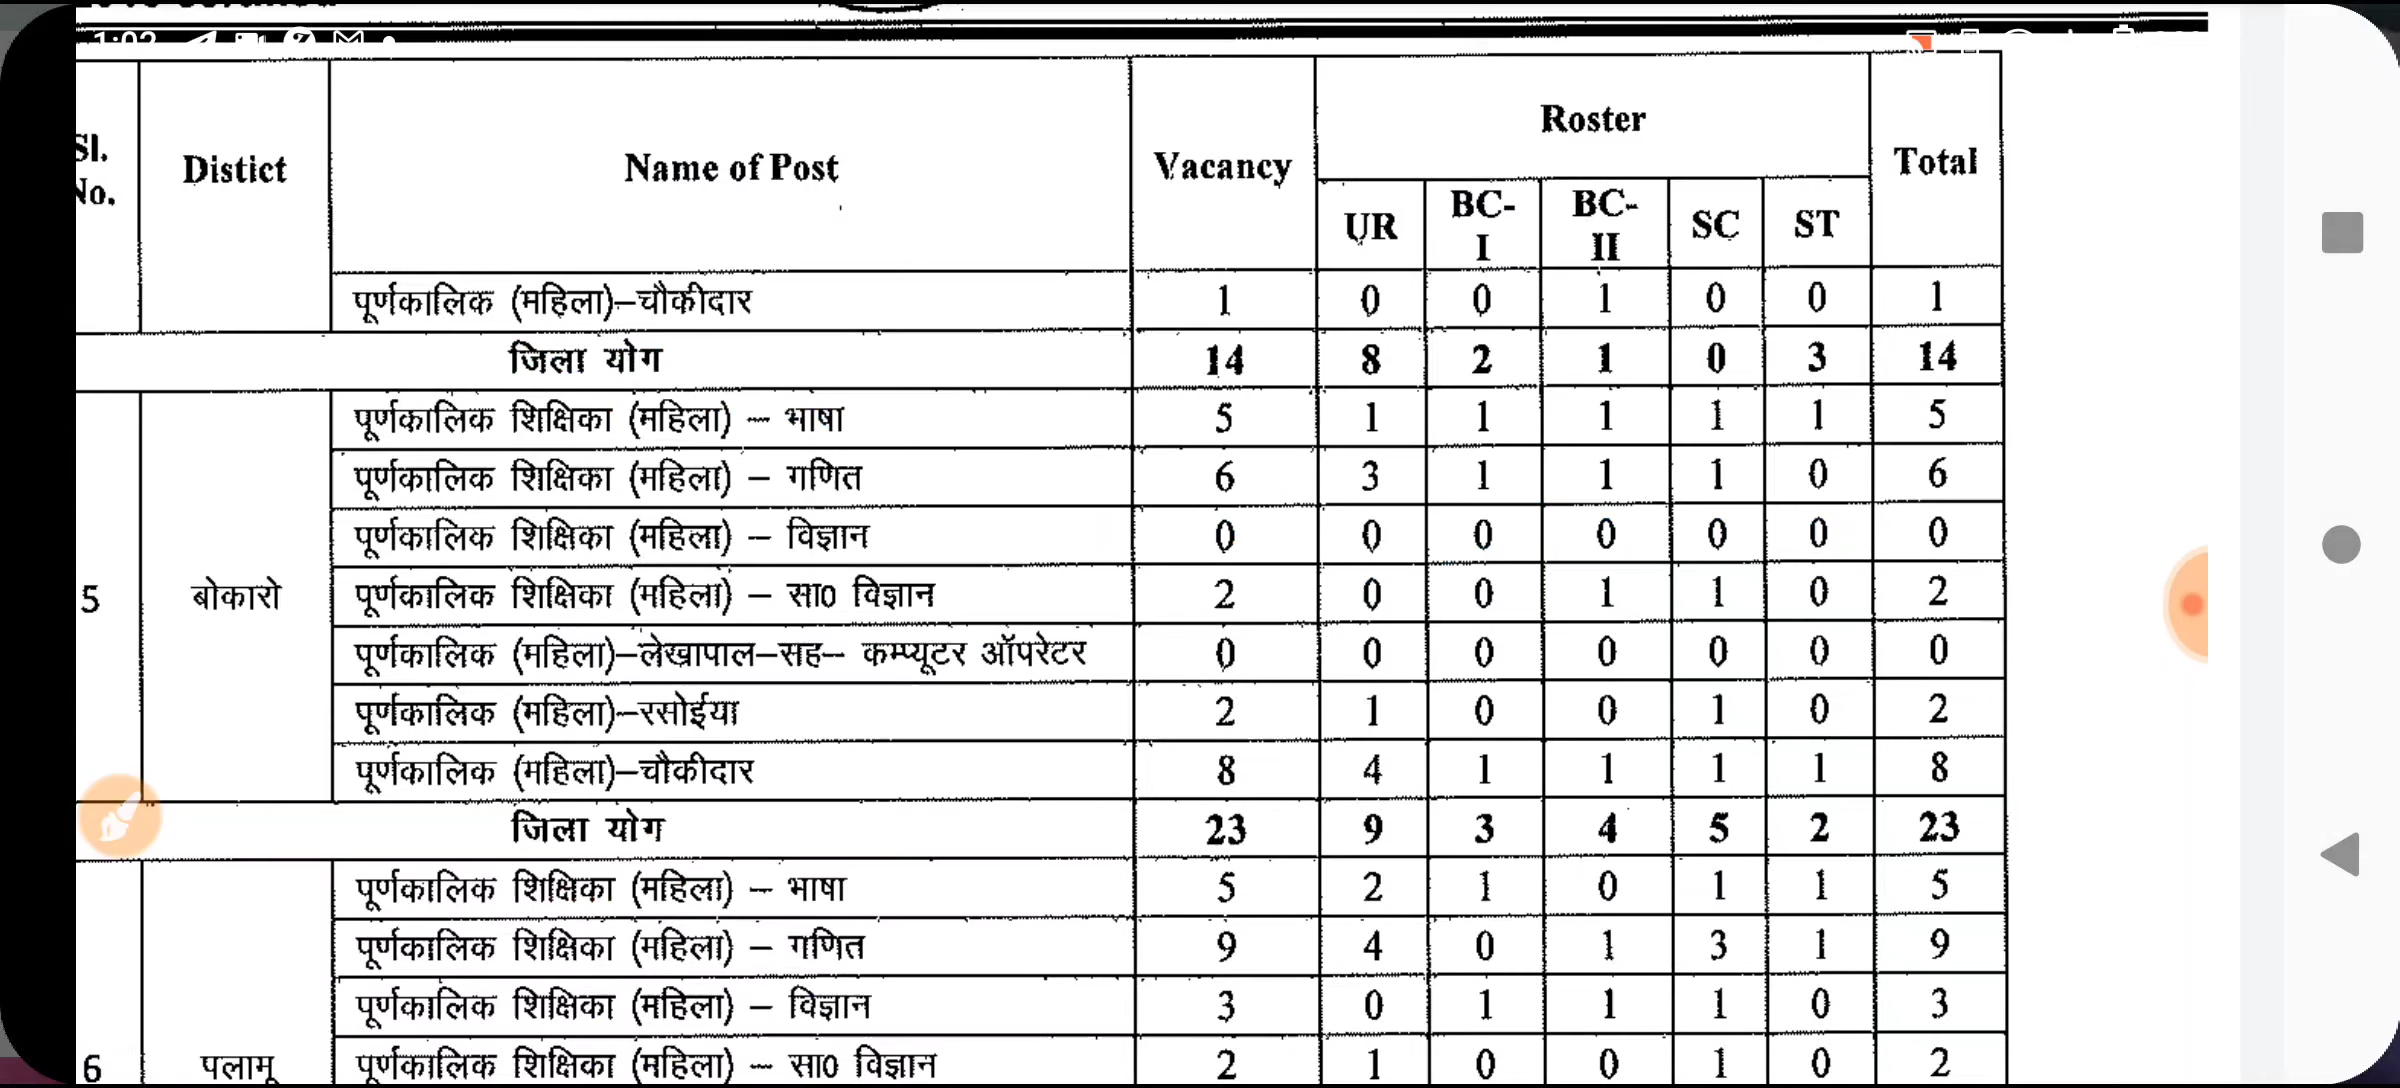 1:02
Sl. No. Distict Name of Post Vacancy Roster Total
UR BC-I BC-II SC ST
पूर्णकालिक (महिला)–चौकीदार 1 0 0 1 0 0 1
जिला योग 14 8 2 1 0 3 14
पूर्णकालिक शिक्षिका (महिला) – भाषा 5 1 1 1 1 1 5
पूर्णकालिक शिक्षिका (महिला) – गणित 6 3 1 1 1 0 6
पूर्णकालिक शिक्षिका (महिला) – विज्ञान 0 0 0 0 0 0 0
5 बोकारो पूर्णकालिक शिक्षिका (महिला) – सा0 विज्ञान 2 0 0 1 1 0 2
पूर्णकालिक (महिला)–लेखापाल–सह– कम्प्यूटर ऑपरेटर 0 0 0 0 0 0 0
पूर्णकालिक (महिला)–रसोईया 2 1 0 0 1 0 2
पूर्णकालिक (महिला)–चौकीदार 8 4 1 1 1 1 8
जिला योग 23 9 3 4 5 2 23
पूर्णकालिक शिक्षिका (महिला) – भाषा 5 2 1 0 1 1 5
पूर्णकालिक शिक्षिका (महिला) – गणित 9 4 0 1 3 1 9
पूर्णकालिक शिक्षिका (महिला) – विज्ञान 3 0 1 1 1 0 3
6 पलामू पूर्णकालिक शिक्षिका (महिला) – सा0 विज्ञान 2 1 0 0 1 0 2